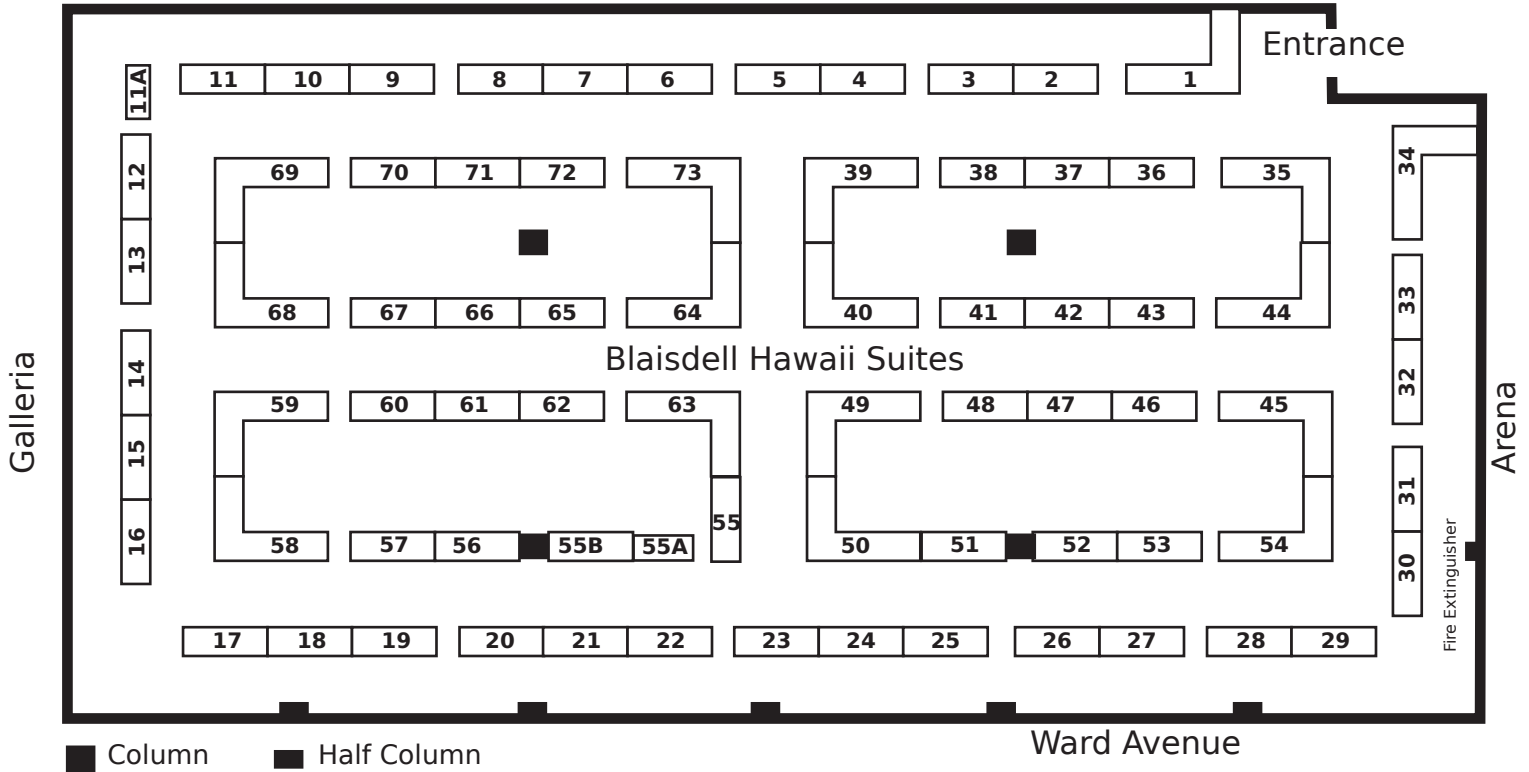 Entrance
11A
11 10 9 8 7 6 5 4 3 2 1
12
69 70 71 72 73 39 38 37 36 35
34
13
68 67 66 65 64 40 41 42 43 44
33
Blaisdell Hawaii Suites
14
32
Galleria
Arena
59 60 61 62 63 49 48 47 46 45
15
31
55
16
58 57 56 55B 55A 50 51 52 53 54
30
Fire Extinguisher
17 18 19 20 21 22 23 24 25 26 27 28 29
Ward Avenue
Column
Half Column